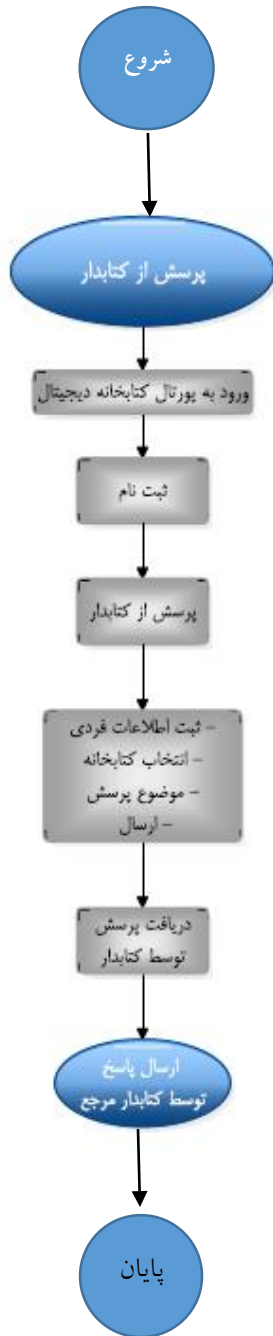 شروع
پرسش از کتابدار
ورود به پورتال کتابخانه دیجیتال
ثبت نام
پرسش از کتابدار
- ثبت اطلاعات فردی
- انتخاب کتابخانه
- موضوع پرسش
- ارسال
دریافت پرسش
توسط کتابدار
ارسال پاسخ
توسط کتابدار مرجع
پایان